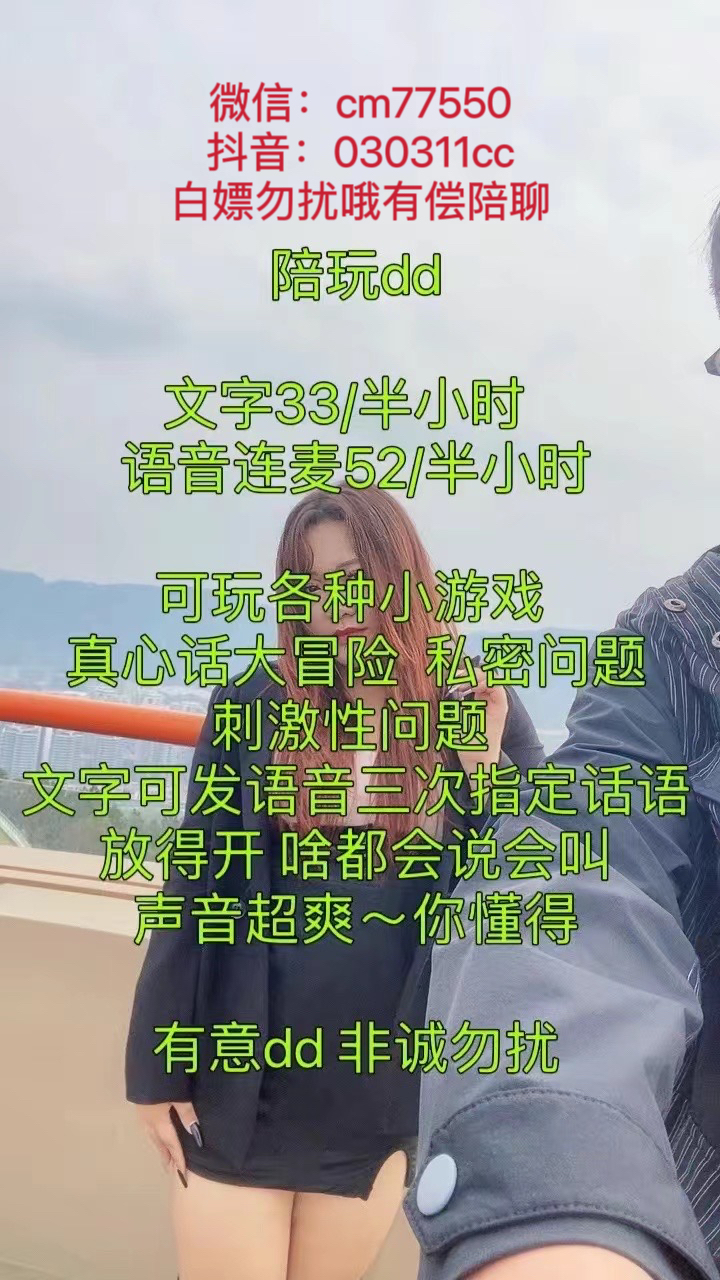 微信：cm77550
抖音：030311cc
白嫖勿扰哦有偿陪聊
陪玩dd
文字33/半小时
语音连麦52/半小时
可玩各种小游戏
真心话大冒险 私密问题
刺激性问题
文字可发语音三次指定话语
放得开 啥都会说会叫
声音超爽～你懂得
有意dd 非诚勿扰